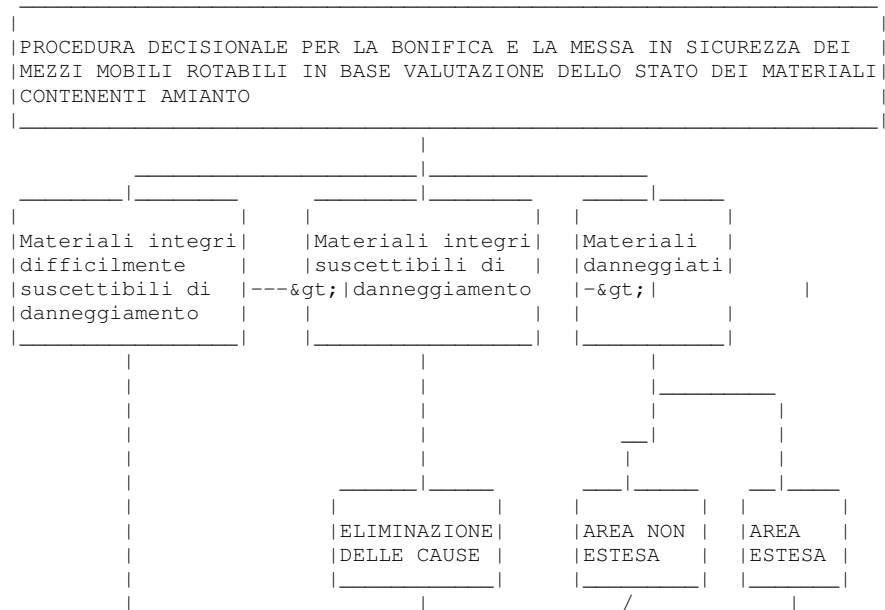 PROCEDURA DECISIONALE PER LA BONIFICA E LA MESSA IN SICUREZZA DEI
MEZZI MOBILI ROTABILI IN BASE VALUTAZIONE DELLO STATO DEI MATERIALI
CONTENENTI AMIANTO
Materiali integri
difficilmente
suscettibili di
danneggiamento
--->
Materiali integri
suscettibili di
danneggiamento
->
Materiali
danneggiati
ELIMINAZIONE
DELLE CAUSE
AREA NON
ESTESA
AREA
ESTESA